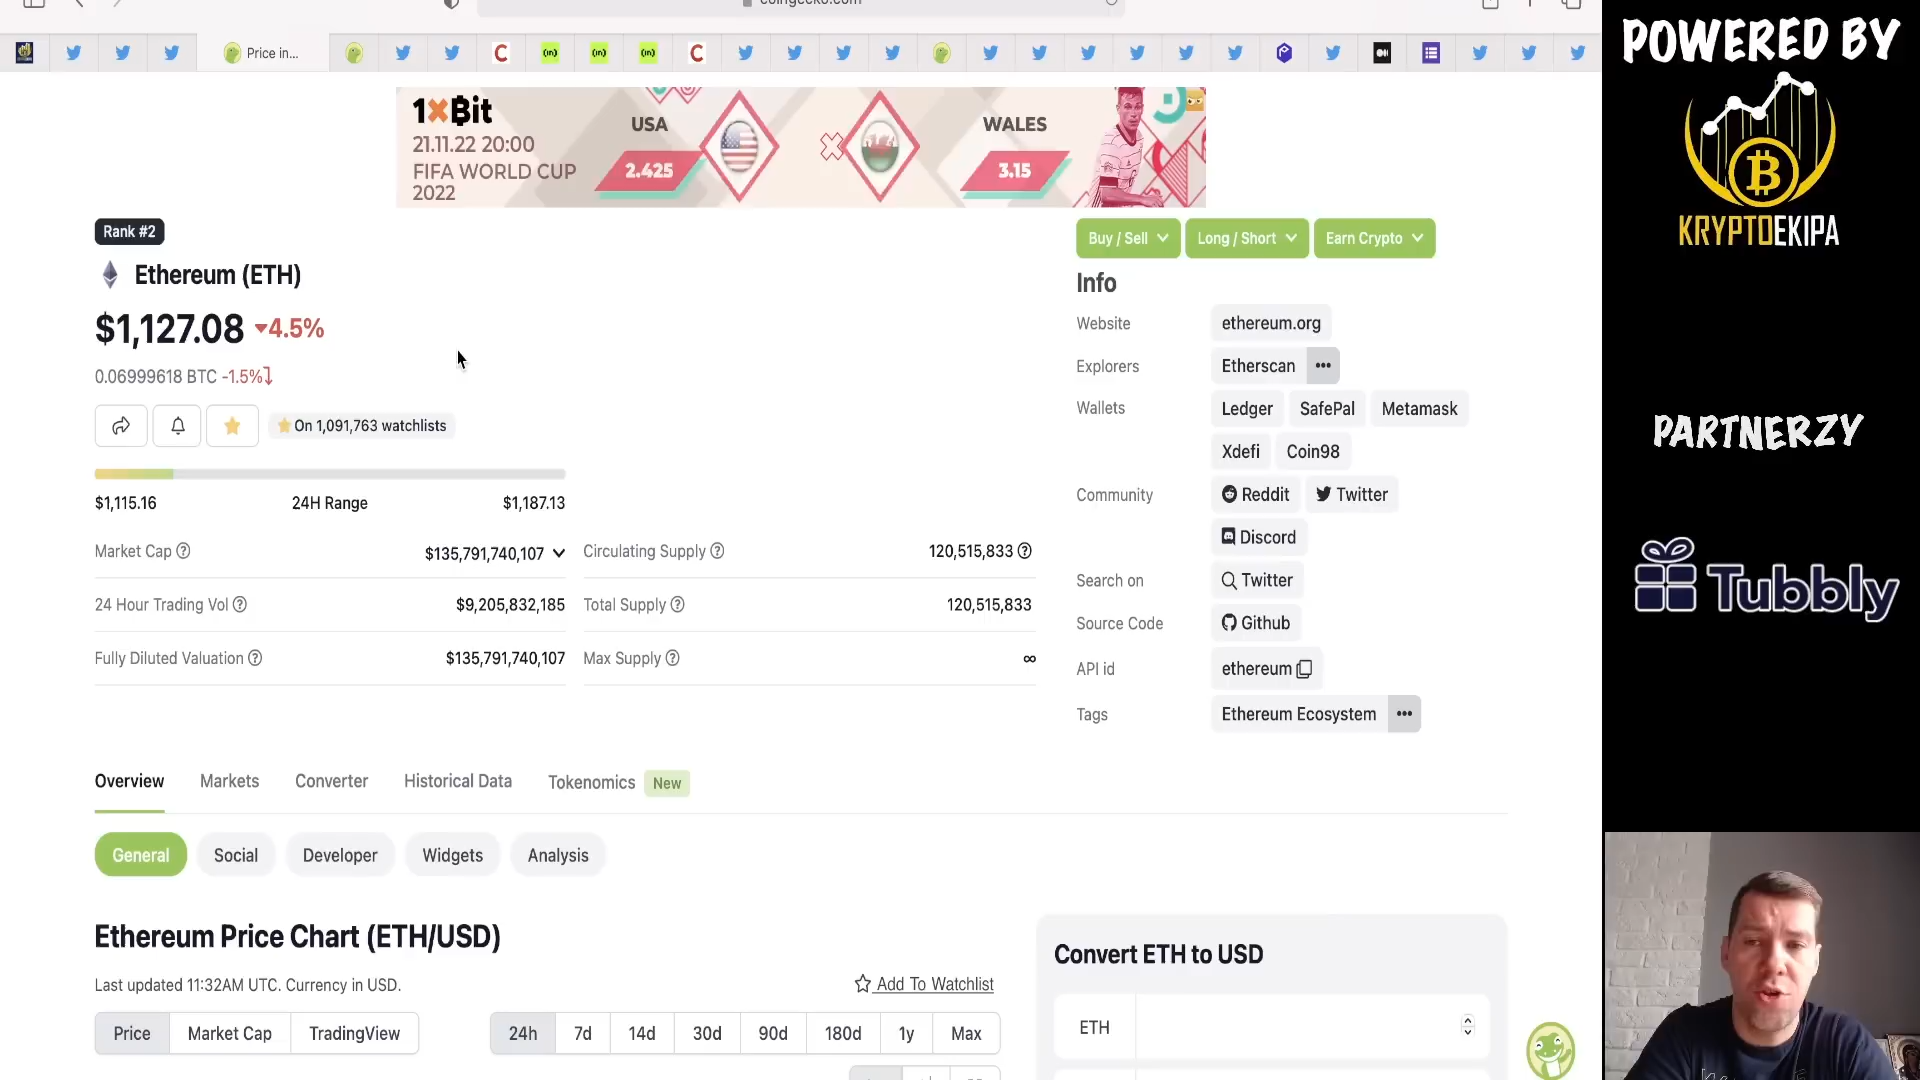 coingecko.com
Price in...
1xBit
21.11.22 20:00
FIFA WORLD CUP
2022
USA
2.425
WALES
3.15
Rank #2
Ethereum (ETH)
$1,127.08 4.5%
0.06999618 BTC -1.5%
On 1,091,763 watchlists
$1,115.16 24H Range $1,187.13
Market Cap $135,791,740,107
24 Hour Trading Vol $9,205,832,185
Fully Diluted Valuation $135,791,740,107
Circulating Supply 120,515,833
Total Supply 120,515,833
Max Supply ∞
Buy / Sell Long / Short Earn Crypto
Info
Website ethereum.org
Explorers Etherscan •••
Wallets Ledger SafePal Metamask
Xdefi Coin98
Community Reddit Twitter
Discord
Search on Twitter
Source Code Github
API id ethereum
Tags Ethereum Ecosystem •••
Overview Markets Converter Historical Data Tokenomics New
General Social Developer Widgets Analysis
Ethereum Price Chart (ETH/USD)
Last updated 11:32AM UTC. Currency in USD.
Add To Watchlist
Price Market Cap TradingView
24h 7d 14d 30d 90d 180d 1y Max
Convert ETH to USD
ETH
POWERED BY
KRYPTOEKIPA
PARTNERZY
Tubbly